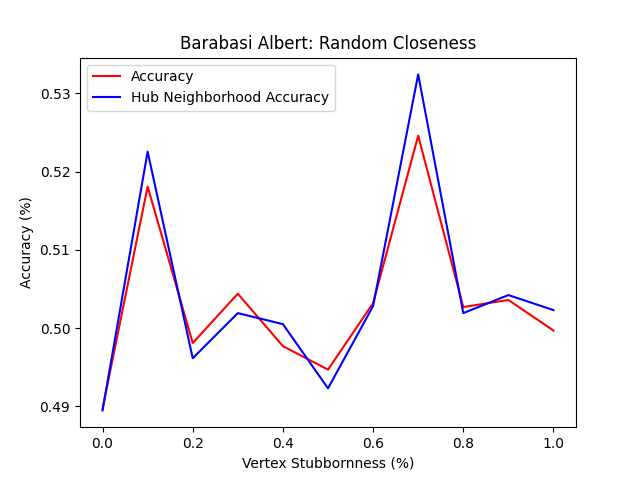 Barabasi Albert: Random Closeness
Accuracy
Hub Neighborhood Accuracy
Accuracy (%)
0.53
0.52
0.51
0.50
0.49
0.0 0.2 0.4 0.6 0.8 1.0
Vertex Stubbornness (%)